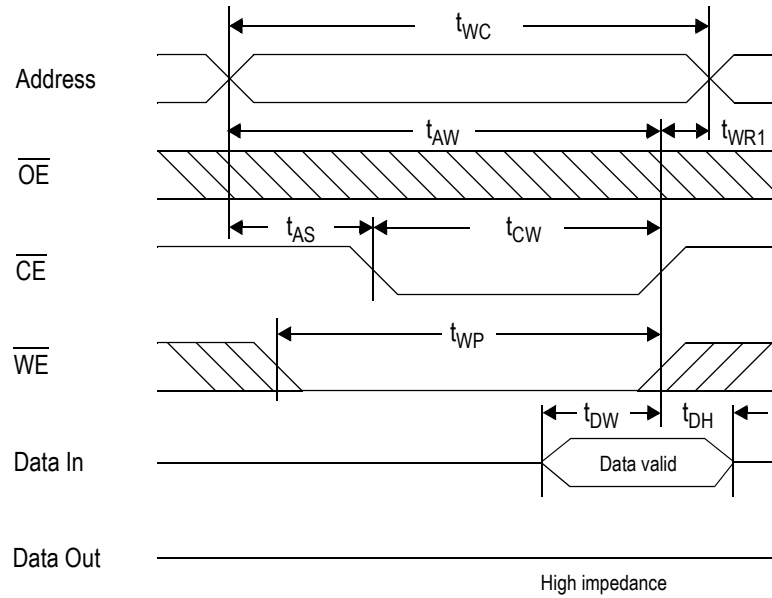 tWC
Address
tAW
tWR1
OE
tAS
tCW
CE
tWP
WE
tDW
tDH
Data In
Data valid
Data Out
High impedance